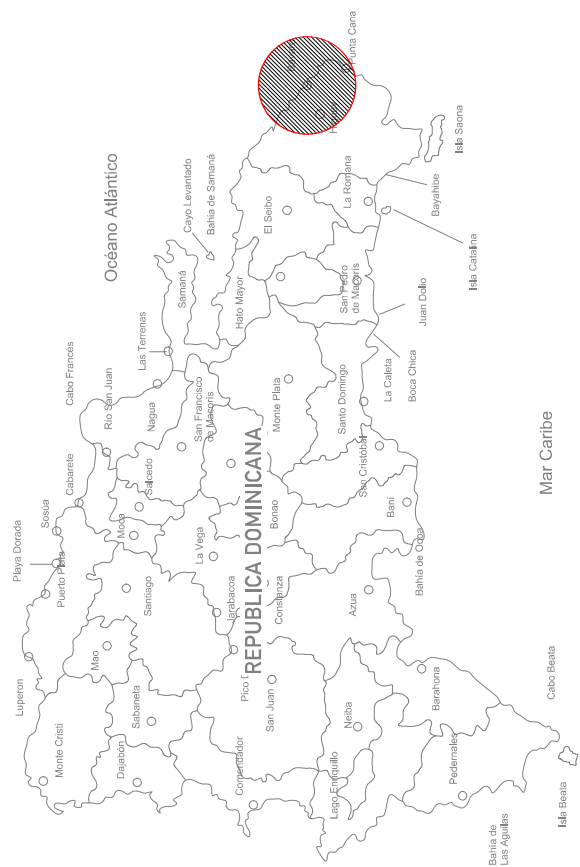 Océano Atlántico
Cayo Levantado
Bahía de Samaná
Samaná
Las Terrenas
Cabo Francés
Río San Juan
Nagua
San Francisco
de Macorís
Cabarete
Sosúa
Playa Dorada
Puerto Plata
Luperon
Monte Cristi
Dajabón
Sabaneta
Mao
Santiago
Moca
Salcedo
La Vega
Jarabacoa
Constanza
Bonao
REPUBLICA DOMINICANA
Pico
San Juan
Comendador
Lago Enriquillo
Neiba
Azua
Bahía de Ocoa
Baní
San Cristóbal
Santo Domingo
Monte Plata
Hato Mayor
El Seibo
San Pedro
de Macorís
La Romana
Punta Cana
Isla Saona
Bayahibe
Isla Catalina
Juan Dolio
Boca Chica
La Caleta
Mar Caribe
Barahona
Pedernales
Cabo Beata
Isla Beata
Bahía de
Las Aguilas